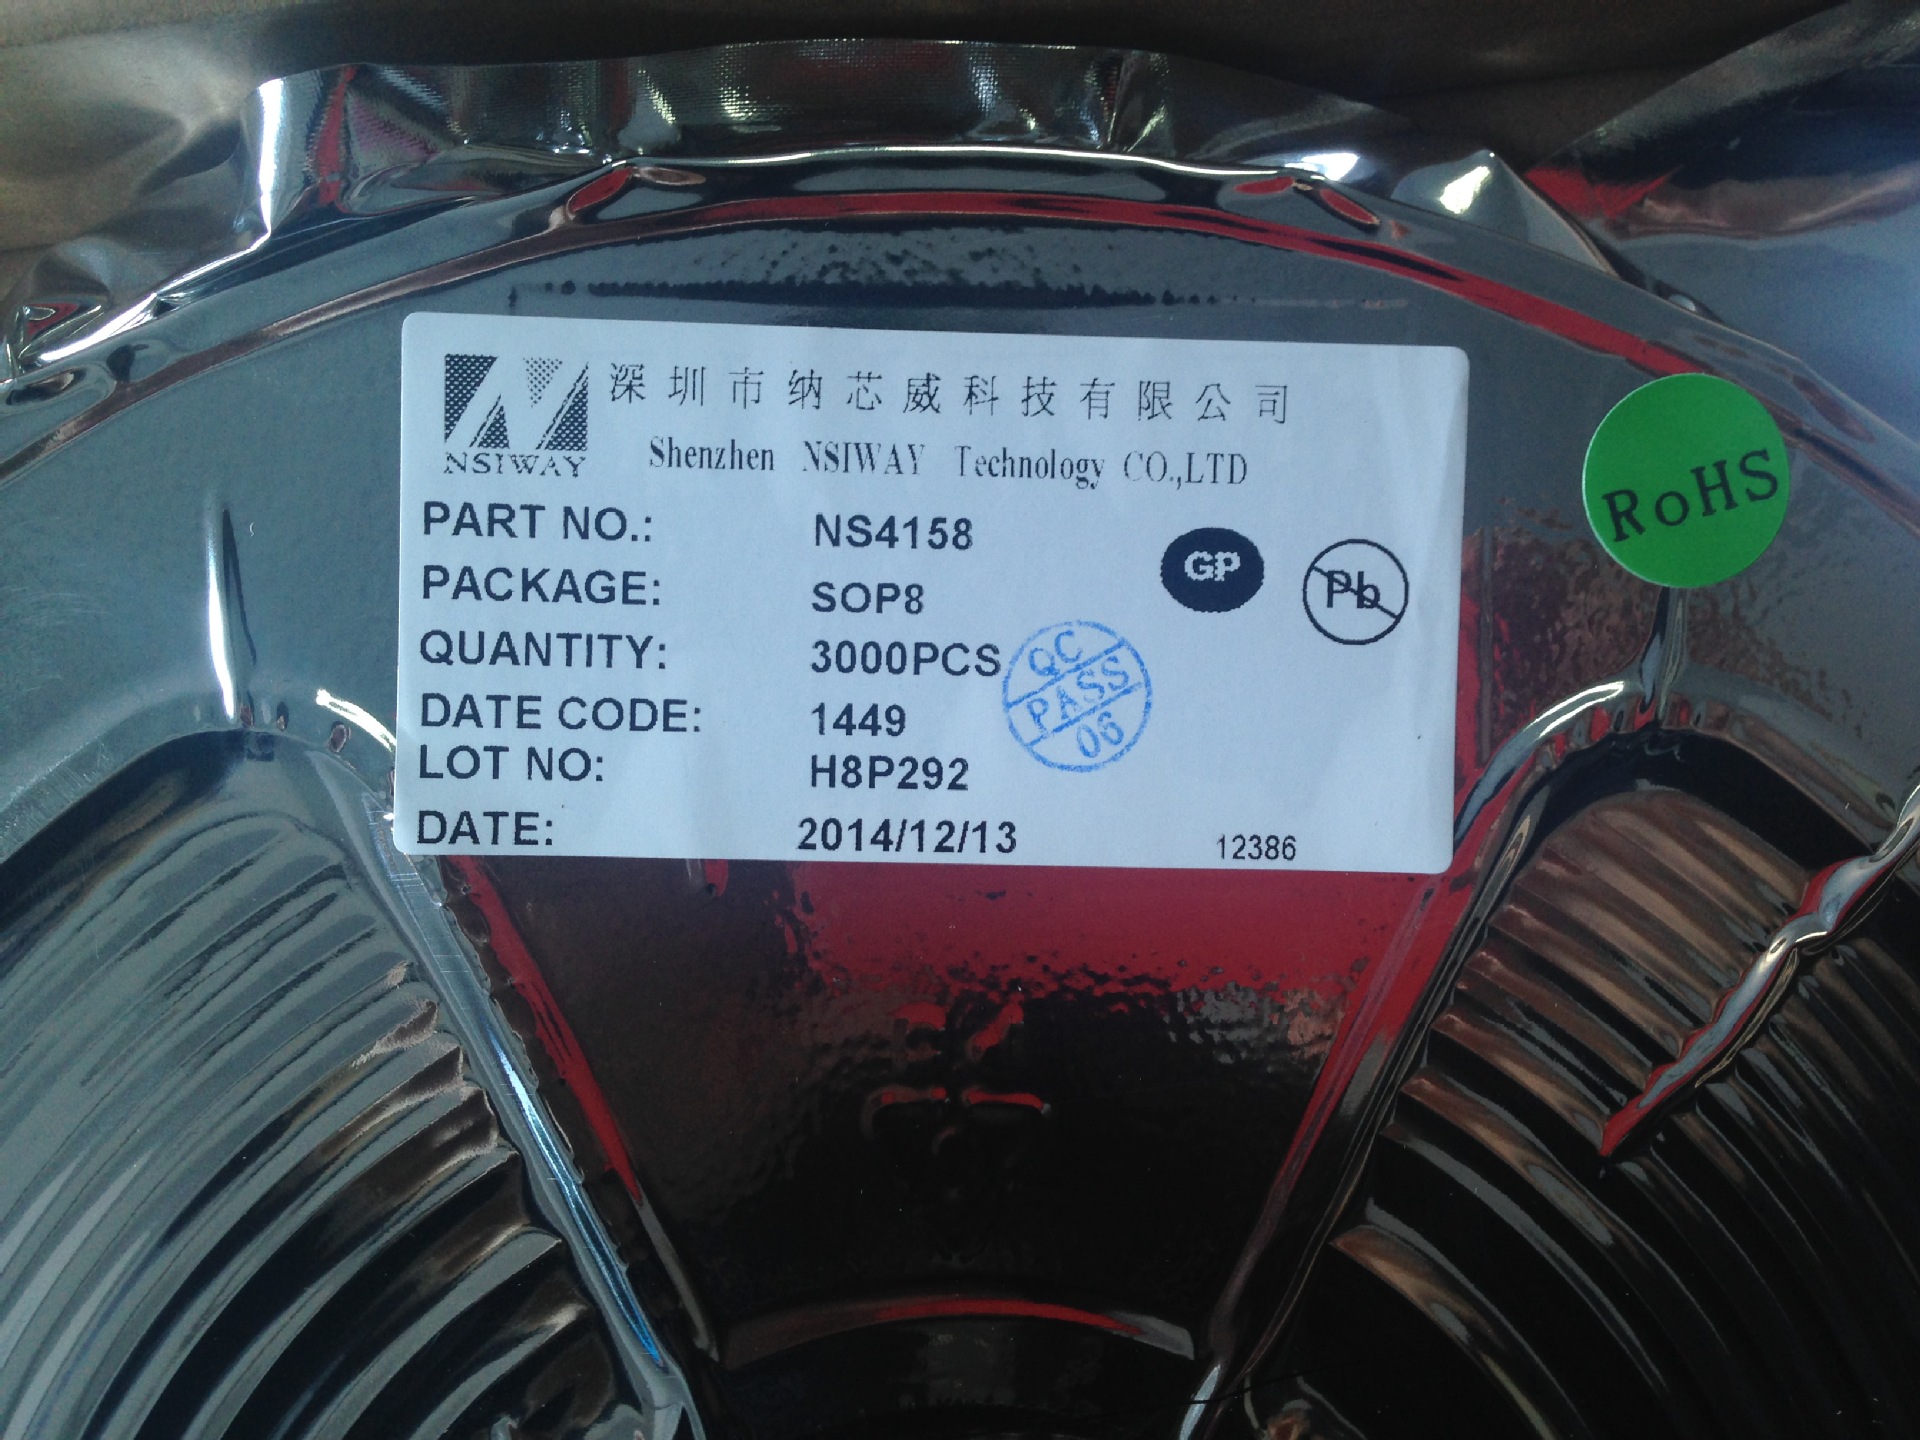 深圳市纳芯威科技有限公司
NSIWAY
Shenzhen NSIWAY Technology CO.,LTD
PART NO.: NS4158
PACKAGE: SOP8
QUANTITY: 3000PCS
DATE CODE: 1449
LOT NO: H8P292
DATE: 2014/12/13
12386
GP
Pb
QC
PASS
06
RoHS